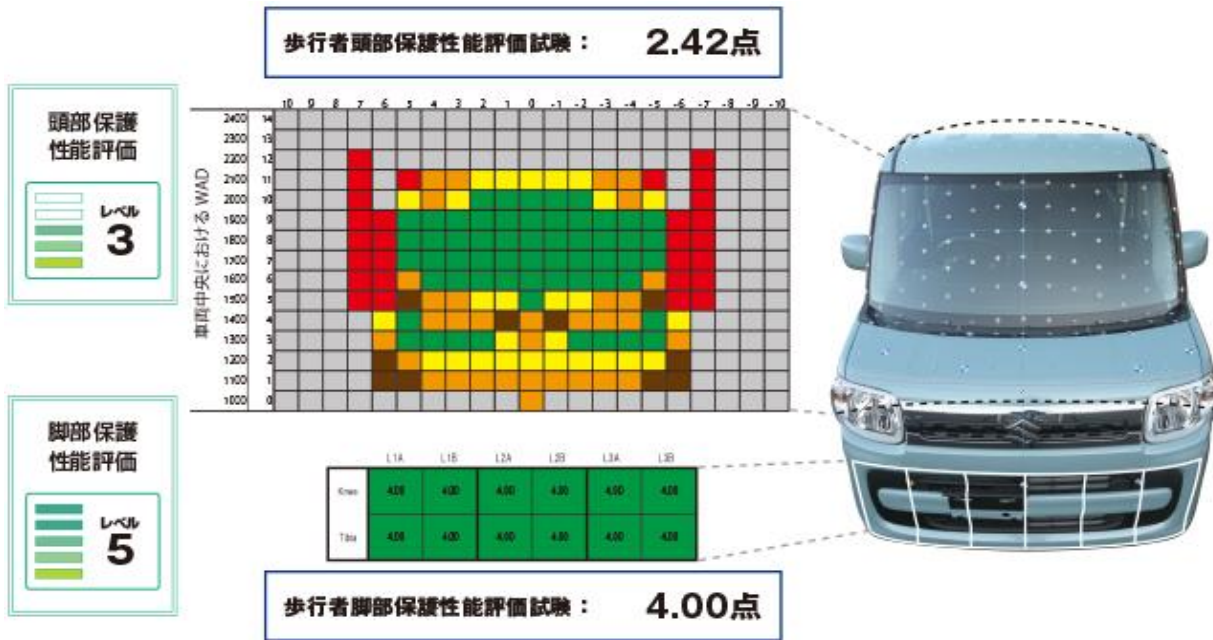 歩行者頭部保護性能評価試験： 2.42点
頭部保護
性能評価
レベル
3
10 9 8 7 6 5 4 3 2 1 0 -1 -2 -3 -4 -5 -6 -7 -8 -9 -10
車両中央における WAD
2400 14
2300 13
2200 12
2100 11
2000 10
1900 9
1800 8
1700 7
1600 6
1500 5
1400 4
1300 3
1200 2
1100 1
1000 0
脚部保護
性能評価
レベル
5
L1A L1B L2A L2B L3A L3B
Knee 4.00 4.00 4.00 4.00 4.00 4.00
Tibia 4.00 4.00 4.00 4.00 4.00 4.00
歩行者脚部保護性能評価試験： 4.00点